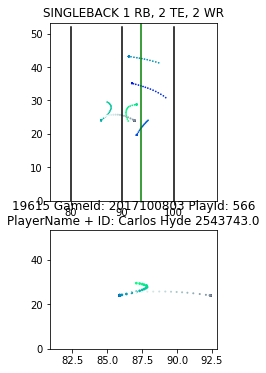 SINGLEBACK 1 RB, 2 TE, 2 WR
50
40
30
20
10
0
80 90 100
19615 GameId: 2017100803 PlayId: 566
PlayerName + ID: Carlos Hyde 2543743.0
40
20
0
82.5 85.0 87.5 90.0 92.5